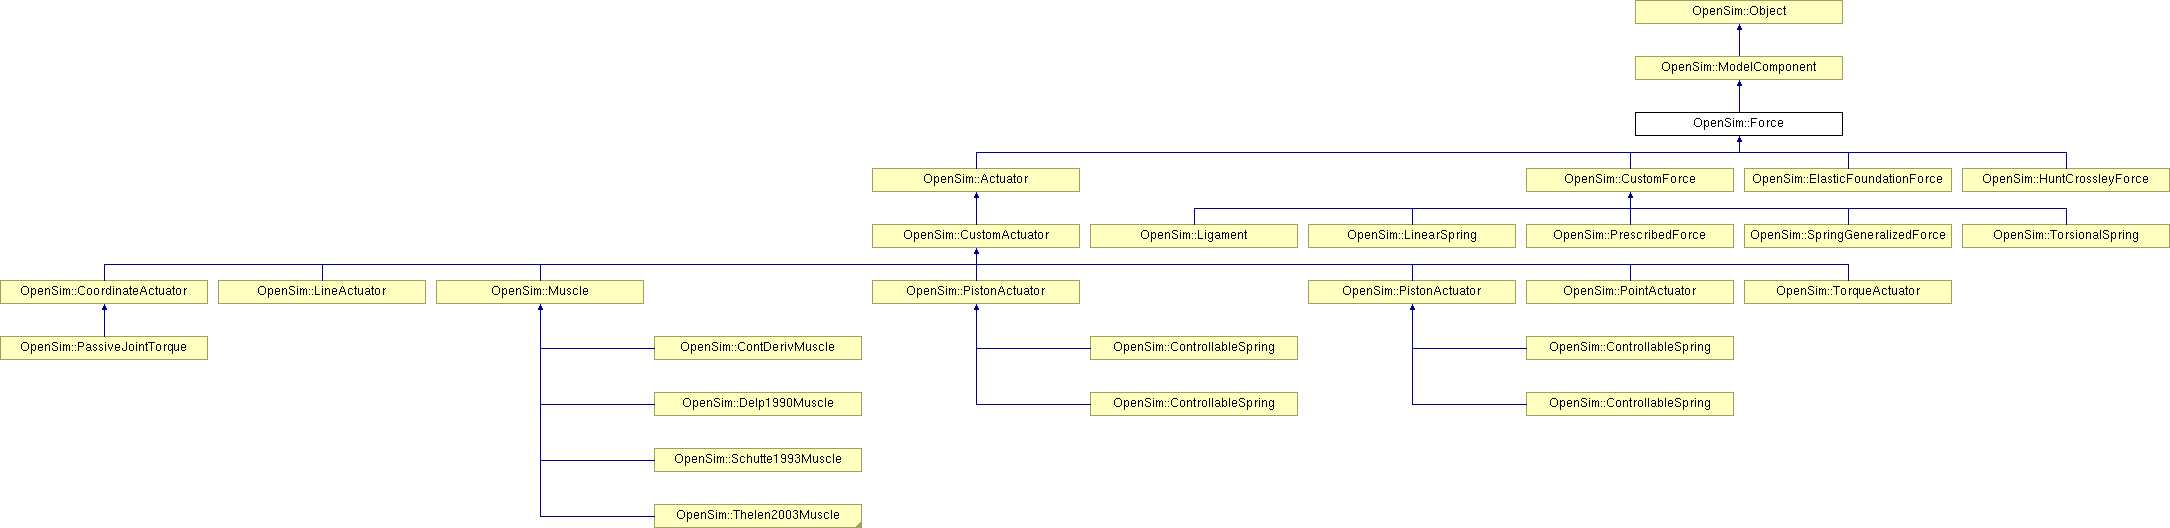 OpenSim::Object
OpenSim::ModelComponent
OpenSim::Force
OpenSim::Actuator
OpenSim::CustomForce
OpenSim::ElasticFoundationForce
OpenSim::HuntCrossleyForce
OpenSim::CustomActuator
OpenSim::Ligament
OpenSim::LinearSpring
OpenSim::PrescribedForce
OpenSim::SpringGeneralizedForce
OpenSim::TorsionalSpring
OpenSim::CoordinateActuator
OpenSim::LineActuator
OpenSim::Muscle
OpenSim::PistonActuator
OpenSim::PistonActuator
OpenSim::PointActuator
OpenSim::TorqueActuator
OpenSim::PassiveJointTorque
OpenSim::ContDerivMuscle
OpenSim::ControllableSpring
OpenSim::ControllableSpring
OpenSim::Delp1990Muscle
OpenSim::ControllableSpring
OpenSim::ControllableSpring
OpenSim::Schutte1993Muscle
OpenSim::Thelen2003Muscle